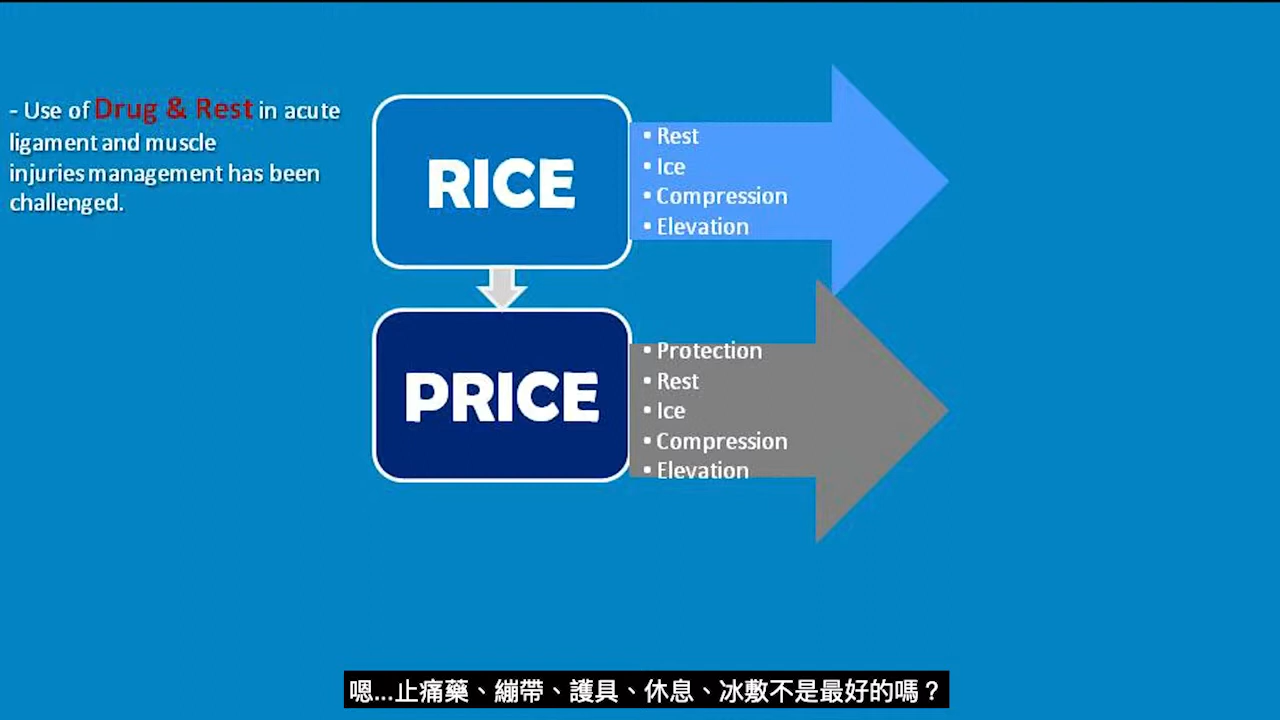 - Use of Drug & Rest in acute
ligament and muscle
injuries management has been
challenged.
RICE
• Rest
• Ice
• Compression
• Elevation
PRICE
• Protection
• Rest
• Ice
• Compression
• Elevation
嗯...止痛藥、繃帶、護具、休息、冰敷不是最好的嗎？